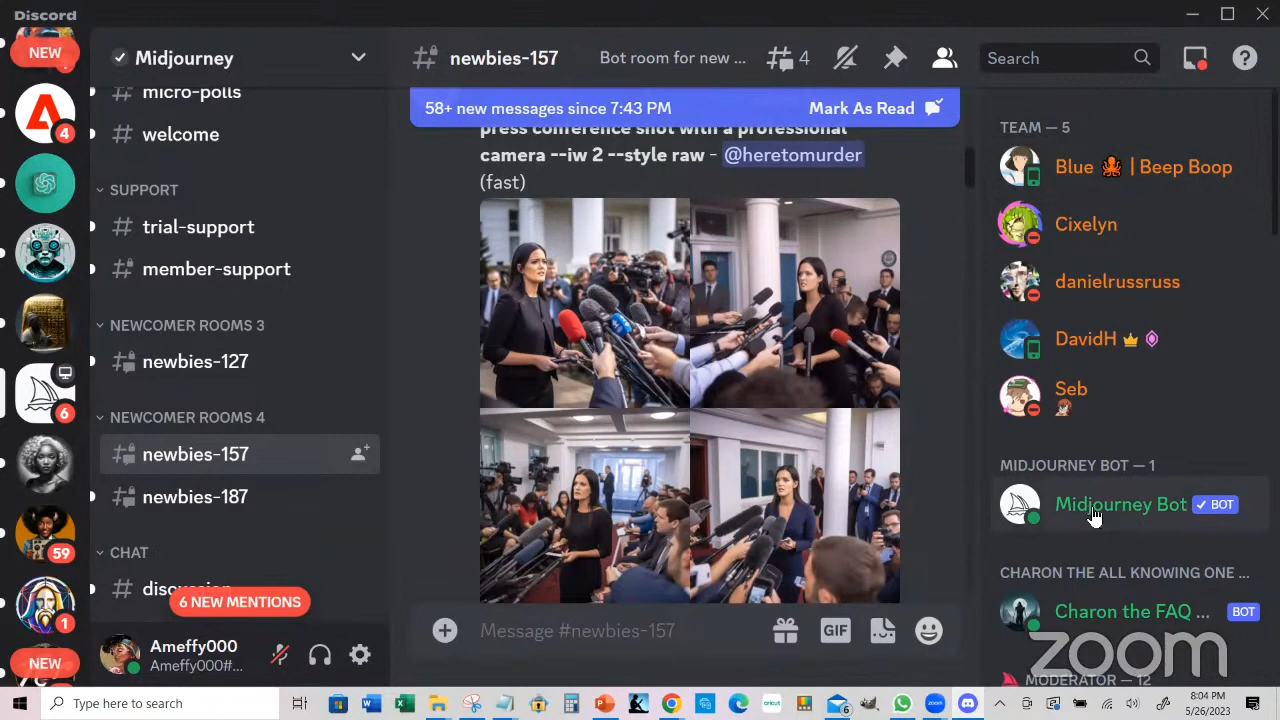 Discord
NEW
Midjourney
micro-polls
welcome
SUPPORT
trial-support
member-support
NEWCOMER ROOMS 3
newbies-127
NEWCOMER ROOMS 4
newbies-157
newbies-187
CHAT
6 NEW MENTIONS
4
6
59
1
NEW
Ameffy000
Ameffy000#...
newbies-157
Bot room for new ...
4
Search
58+ new messages since 7:43 PM
Mark As Read
press conference shot with a professional
camera --iw 2 --style raw - @heretomurder
(fast)
Message #newbies-157
GIF
TEAM — 5
Blue | Beep Boop
Cixelyn
danielrussruss
DavidH
Seb
MIDJOURNEY BOT — 1
Midjourney Bot BOT
CHARON THE ALL KNOWING ONE ...
Charon the FAQ ... BOT
zoom
MODERATOR — 12
Type here to search
6
8:04 PM
5/26/2023